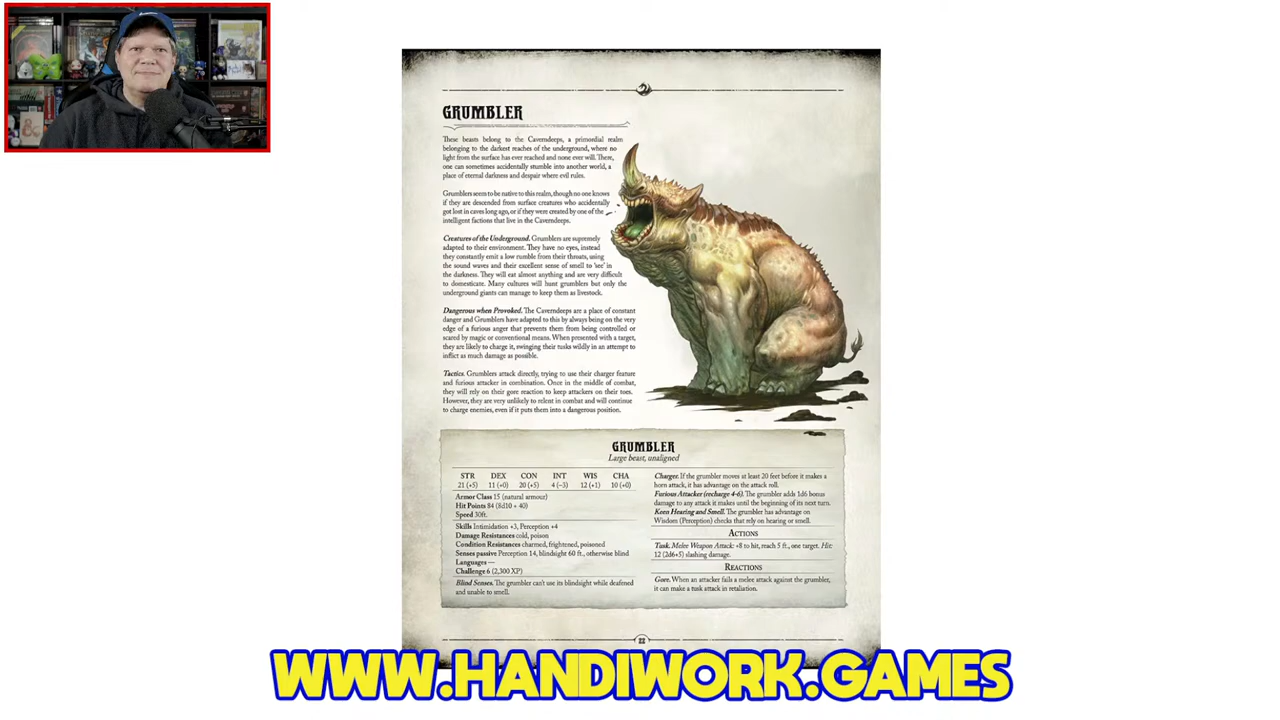 GRUMBLER
These beasts belong to the Caverndeeps, a primordial realm
belonging to the darkest reaches of the underground, where no
light from the surface has ever reached and none ever will. There,
one can sometimes accidentally stumble into another world, a
place of eternal darkness and despair where evil rules.
Grumblers seem to be native to this realm, though no one knows
if they are descended from surface creatures who accidentally
got lost in caves long ago, or if they were created by one of the
intelligent factions that live in the Caverndeeps.
Creatures of the Underground. Grumblers are supremely
adapted to their environment. They have no eyes, instead
they constantly emit a low rumble from their throats, using
the sound waves and their excellent sense of smell to 'see' in
the darkness. They will eat almost anything and are very difficult
to domesticate. Many cultures will hunt grumblers but only the
underground giants can manage to keep them as livestock.
Dangerous when Provoked. The Caverndeeps are a place of constant
danger and Grumblers have adapted to this by always being on the very
edge of a furious anger that prevents them from being controlled or
scared by magic or conventional means. When presented with a target,
they are likely to charge it, swinging their tusks wildly in an attempt to
inflict as much damage as possible.
Tactics. Grumblers attack directly, trying to use their charger feature
and furious attacker in combination. Once in the middle of combat,
they will rely on their gore reaction to keep attackers on their toes.
However, they are very unlikely to relent in combat and will continue
to charge enemies, even if it puts them into a dangerous position.
GRUMBLER
Large beast, unaligned
STR DEX CON INT WIS CHA
21 (+5) 11 (+0) 20 (+5) 4 (−3) 12 (+1) 10 (+0)
Armor Class 15 (natural armour)
Hit Points 84 (8d10 + 40)
Speed 30ft.
Skills Intimidation +3, Perception +4
Damage Resistances cold, poison
Condition Resistances charmed, frightened, poisoned
Senses passive Perception 14, blindsight 60 ft., otherwise blind
Languages —
Challenge 6 (2,300 XP)
Blind Senses. The grumbler can't use its blindsight while deafened
and unable to smell.
Charger. If the grumbler moves at least 20 feet before it makes a
horn attack, it has advantage on the attack roll.
Furious Attacker (recharge 4-6). The grumbler adds 1d6 bonus
damage to any attack it makes until the beginning of its next turn.
Keen Hearing and Smell. The grumbler has advantage on
Wisdom (Perception) checks that rely on hearing or smell.
ACTIONS
Tusk. Melee Weapon Attack: +8 to hit, reach 5 ft., one target. Hit:
12 (2d6+5) slashing damage.
REACTIONS
Gore. When an attacker fails a melee attack against the grumbler,
it can make a tusk attack in retaliation.
22
WWW.HANDIWORK.GAMES